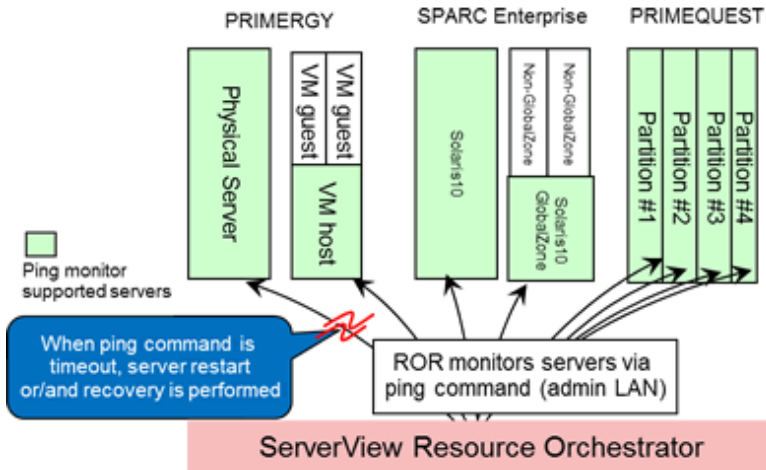 PRIMERGY
SPARC Enterprise
PRIMEQUEST
Physical Server
VM guest
VM guest
VM host
Solaris10
Non-GlobalZone
Non-GlobalZone
Solaris10
GlobalZone
Partition #1
Partition #2
Partition #3
Partition #4
Ping monitor
supported servers
When ping command is
timeout, server restart
or/and recovery is performed
ROR monitors servers via
ping command (admin LAN)
ServerView Resource Orchestrator